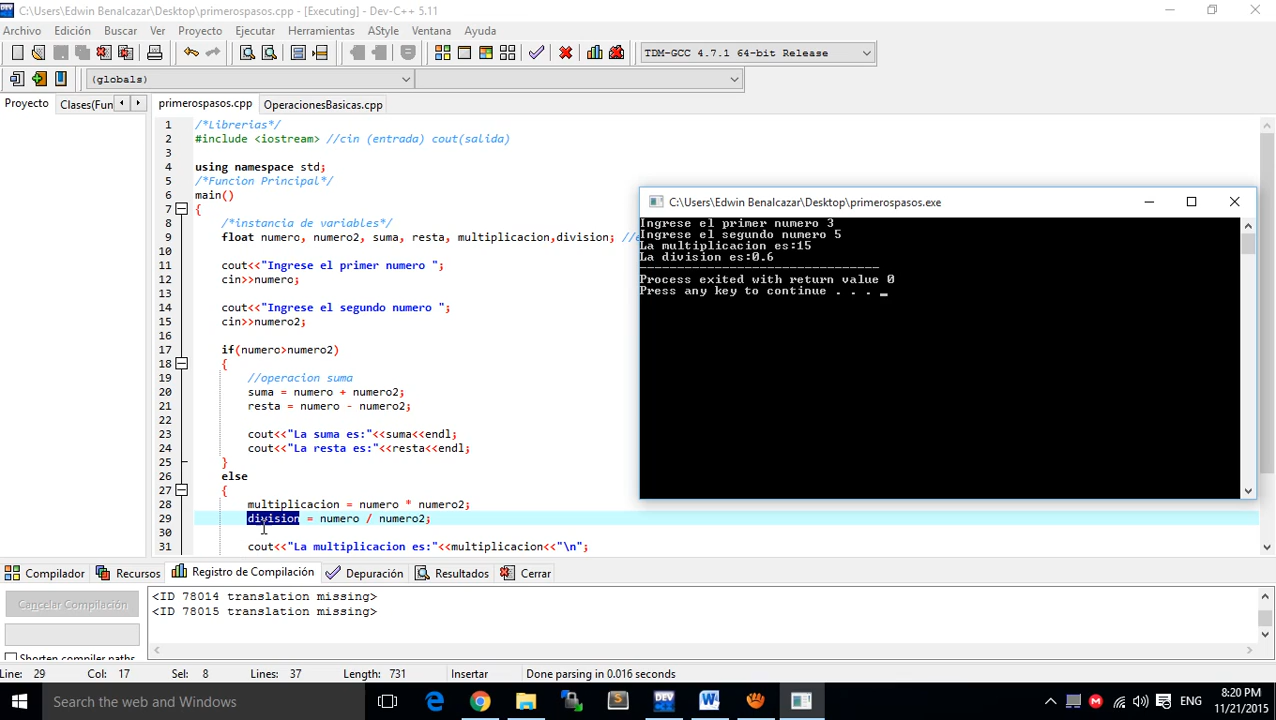 C:\Users\Edwin Benalcazar\Desktop\primerospasos.cpp - [Executing] - Dev-C++ 5.11
Archivo Edición Buscar Ver Proyecto Ejecutar Herramientas AStyle Ventana Ayuda
TDM-GCC 4.7.1 64-bit Release
(globals)
Proyecto Clases(Fun
primerospasos.cpp OperacionesBasicas.cpp
1 /*Librerias*/
2 #include <iostream> //cin (entrada) cout(salida)
3
4 using namespace std;
5 /*Funcion Principal*/
6 main()
7 {
8 /*instancia de variables*/
9 float numero, numero2, suma, resta, multiplicacion,division; //
10
11 cout<<"Ingrese el primer numero ";
12 cin>>numero;
13
14 cout<<"Ingrese el segundo numero ";
15 cin>>numero2;
16
17 if(numero>numero2)
18 {
19 //operacion suma
20 suma = numero + numero2;
21 resta = numero - numero2;
22
23 cout<<"La suma es:"<<suma<<endl;
24 cout<<"La resta es:"<<resta<<endl;
25 }
26 else
27 {
28 multiplicacion = numero * numero2;
29 division = numero / numero2;
30
31 cout<<"La multiplicacion es:"<<multiplicacion<<"\n";
C:\Users\Edwin Benalcazar\Desktop\primerospasos.exe
Ingrese el primer numero 3
Ingrese el segundo numero 5
La multiplicacion es:15
La division es:0.6
--------------------------------
Process exited with return value 0
Press any key to continue . . . _
Compilador Recursos Registro de Compilación Depuración Resultados Cerrar
Cancelar Compilación
<ID 78014 translation missing>
<ID 78015 translation missing>
Shorten compiler paths
Line: 29 Col: 17 Sel: 8 Lines: 37 Length: 731 Insertar Done parsing in 0.016 seconds
Search the web and Windows
DEV
ENG
8:20 PM
11/21/2015